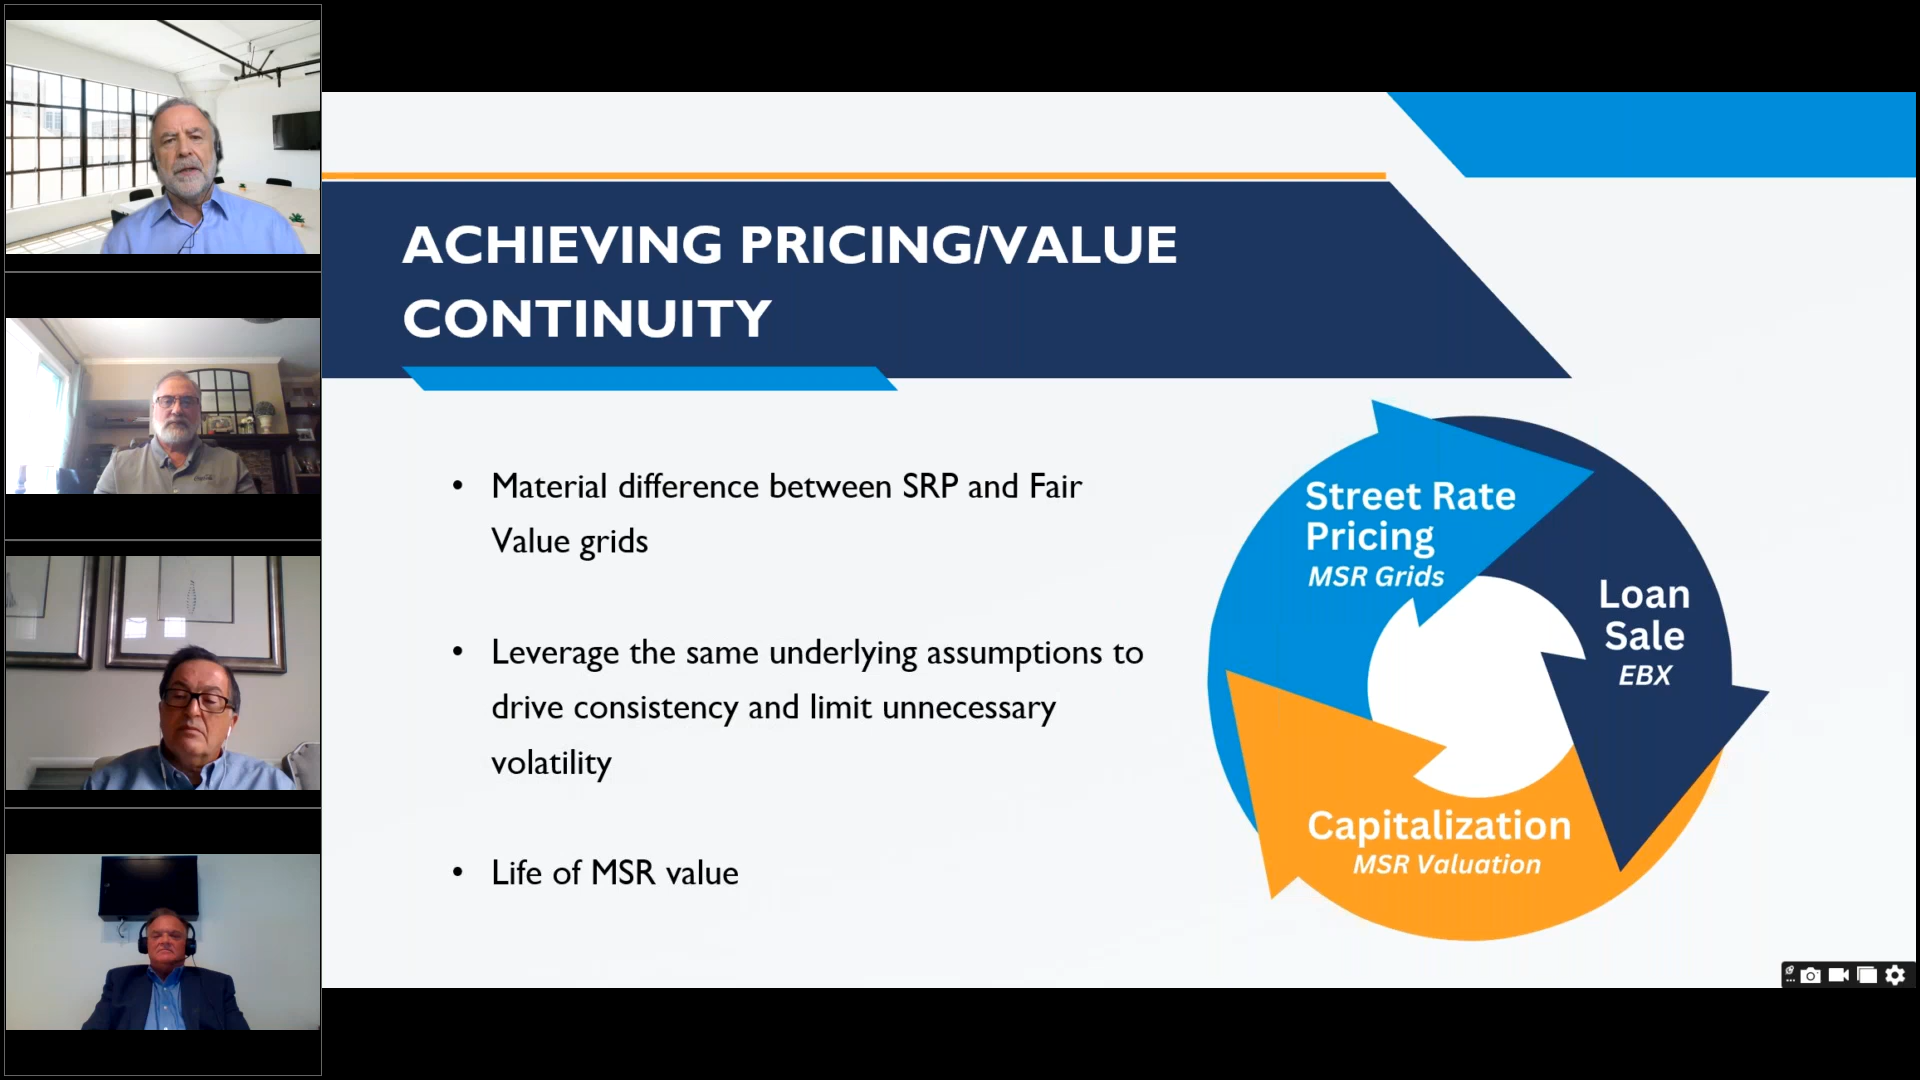 ACHIEVING PRICING/VALUE
CONTINUITY
• Material difference between SRP and Fair
Value grids
• Leverage the same underlying assumptions to
drive consistency and limit unnecessary
volatility
• Life of MSR value
Street Rate
Pricing
MSR Grids
Loan
Sale
EBX
Capitalization
MSR Valuation